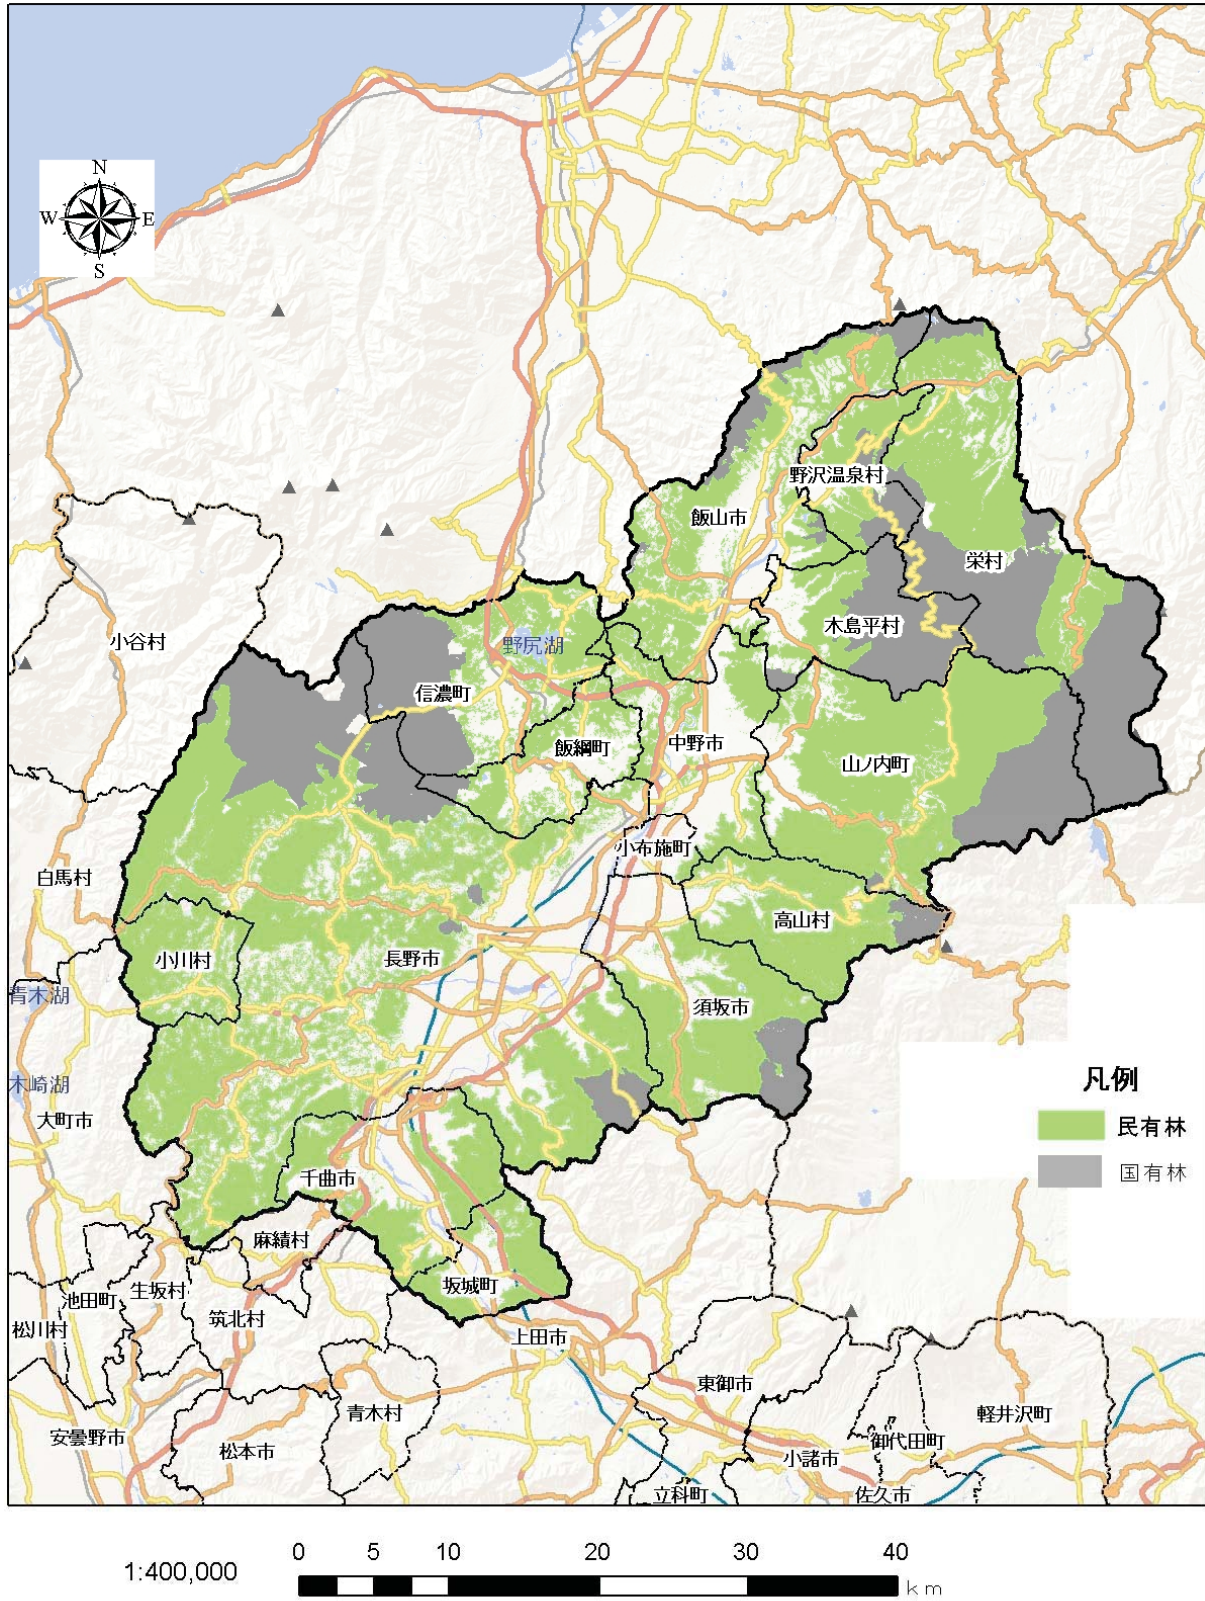 N
W E
S
野沢温泉村
飯山市
栄村
木島平村
小谷村
野尻湖
信濃町
飯綱町
中野市
山ノ内町
小布施町
白馬村
高山村
小川村
長野市
青木湖
須坂市
木崎湖
大町市
凡例
民有林
国有林
千曲市
麻績村
坂城町
生坂村
池田町
筑北村
松川村
上田市
東御市
青木村
軽井沢町
安曇野市
松本市
御代田町
小諸市
立科町
佐久市
1:400,000
0 5 10 20 30 40
km